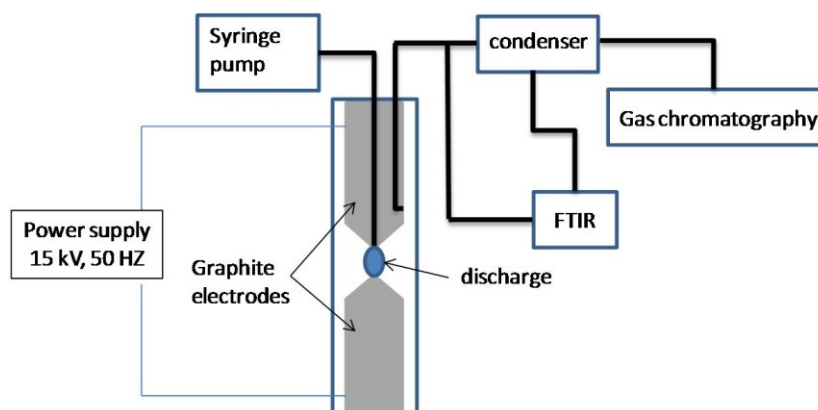 Syringe
pump
condenser
Gas chromatography
Power supply
15 kV, 50 HZ
FTIR
Graphite
electrodes
discharge